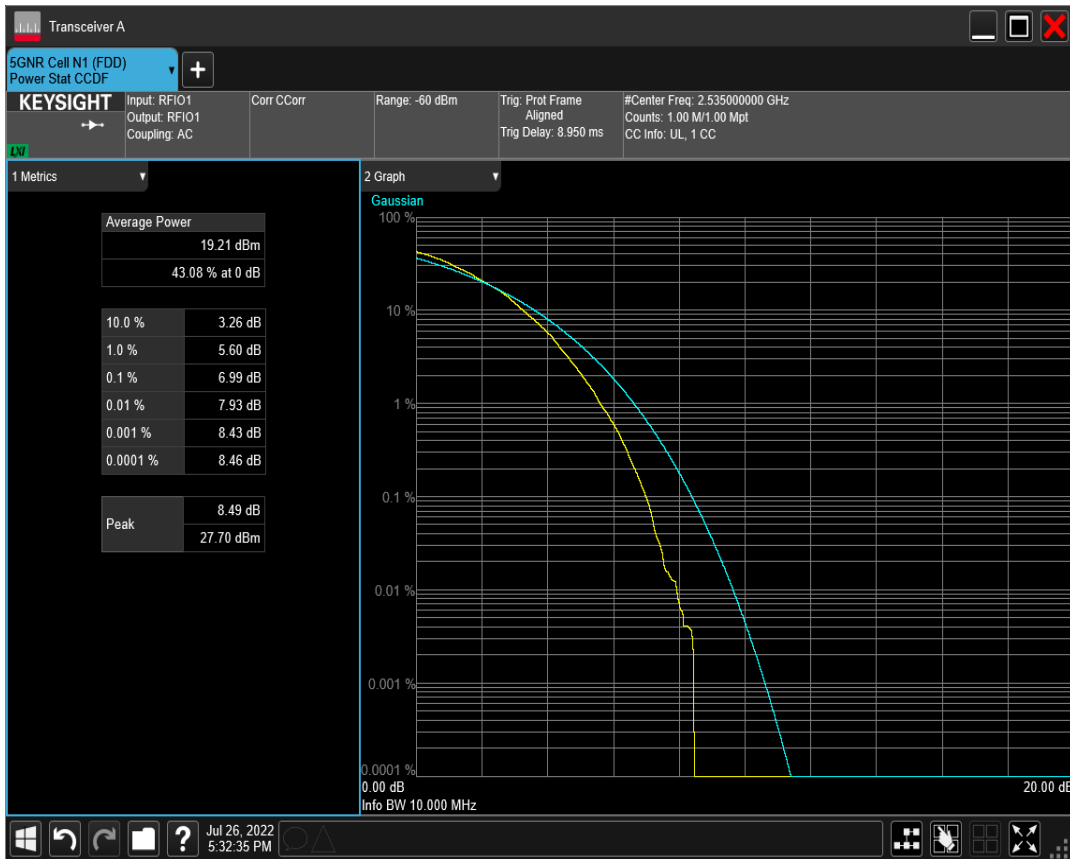 Transceiver A
5GNR Cell N1 (FDD)
Power Stat CCDF
KEYSIGHT
LXI
Input: RFIO1
Output: RFIO1
Coupling: AC
Corr CCorr
Range: -60 dBm
Trig: Prot Frame
Aligned
Trig Delay: 8.950 ms
#Center Freq: 2.535000000 GHz
Counts: 1.00 M/1.00 Mpt
CC Info: UL, 1 CC
1 Metrics
Average Power
19.21 dBm
43.08 % at 0 dB
10.0 % 3.26 dB
1.0 % 5.60 dB
0.1 % 6.99 dB
0.01 % 7.93 dB
0.001 % 8.43 dB
0.0001 % 8.46 dB
Peak
8.49 dB
27.70 dBm
2 Graph
Gaussian
100 %
10 %
1 %
0.1 %
0.01 %
0.001 %
0.0001 %
0.00 dB 20.00 dB
Info BW 10.000 MHz
?
Jul 26, 2022
5:32:35 PM